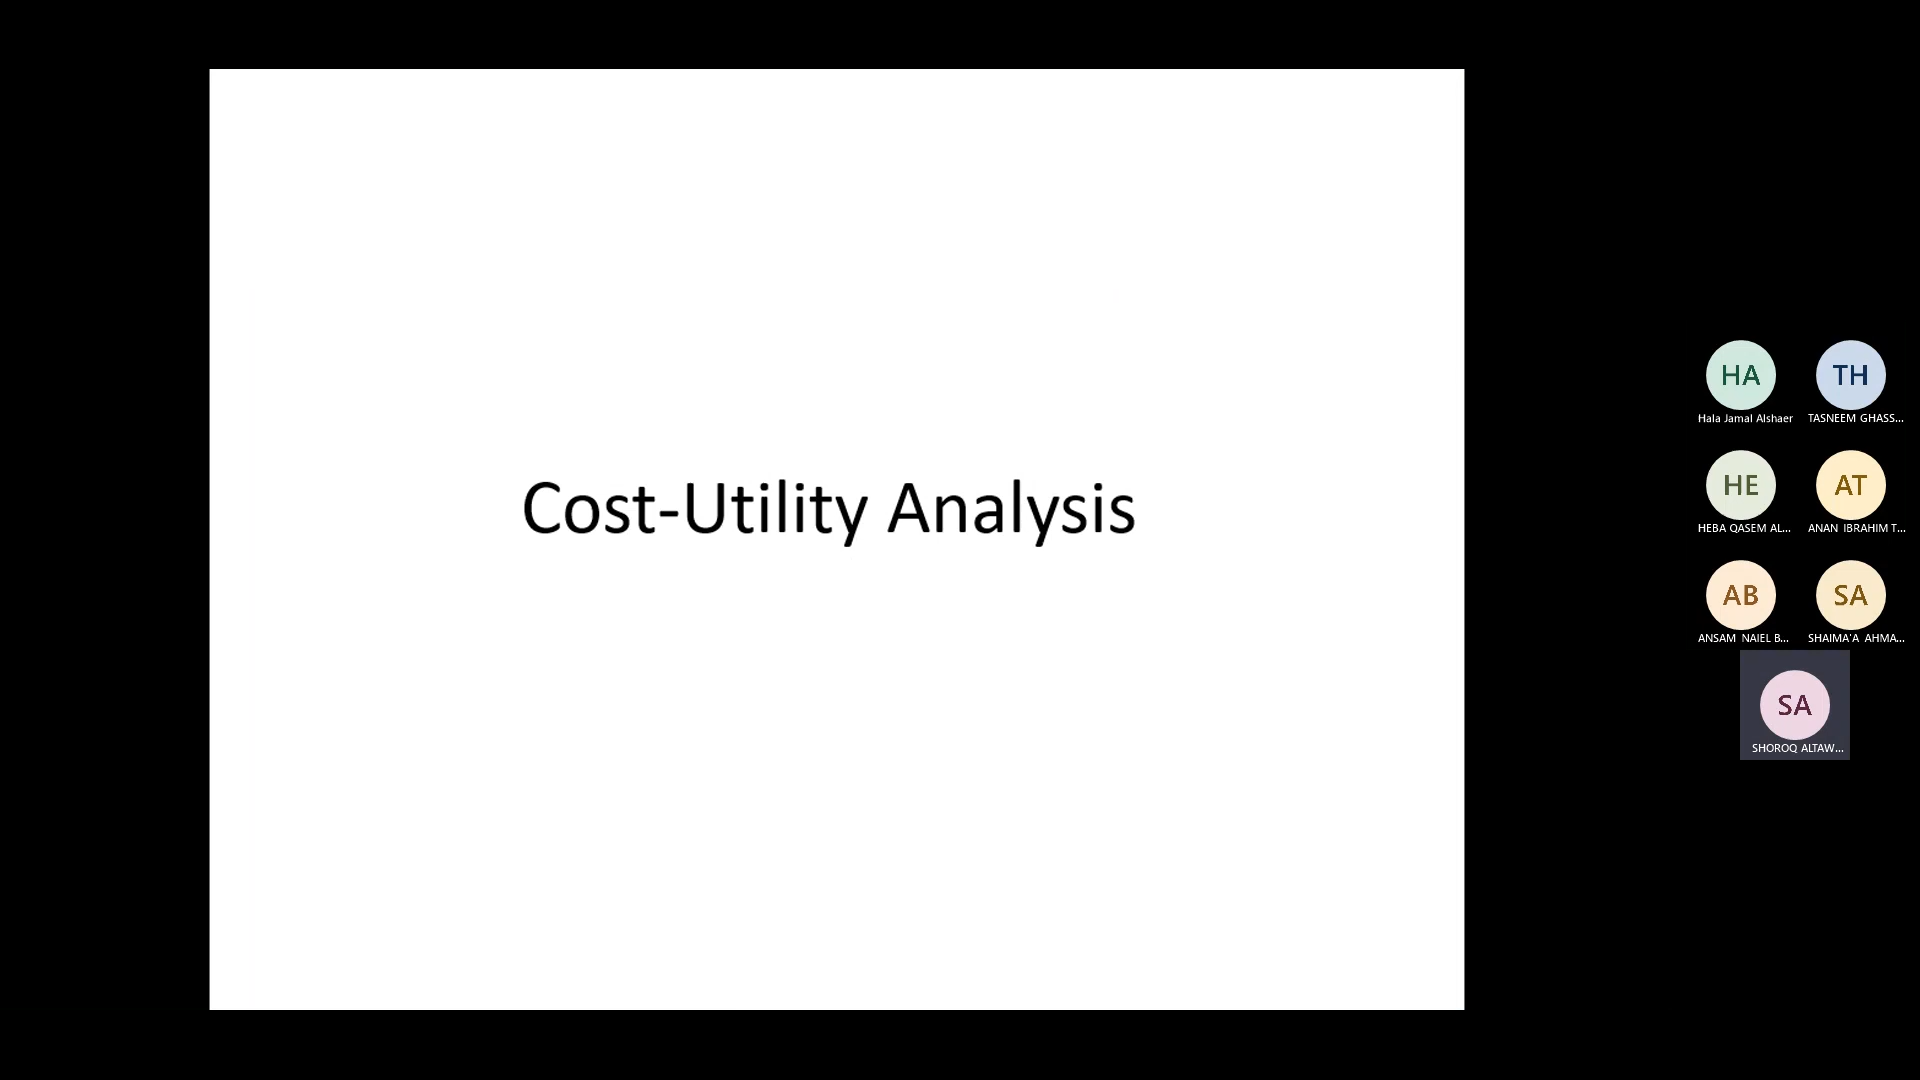 Cost-Utility Analysis
HA
TH
Hala Jamal Alshaer
TASNEEM GHASS...
HE
AT
HEBA QASEM AL...
ANAN IBRAHIM T...
AB
SA
ANSAM NAIEL B...
SHAIMA'A AHMA...
SA
SHOROQ ALTAW...